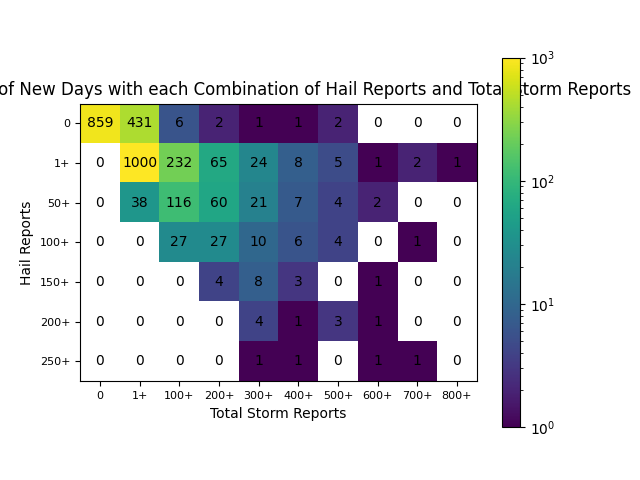 of New Days with each Combination of Hail Reports and Total Storm Reports
Hail Reports
0 859 431 6 2 1 1 2 0 0 0
1+ 0 1000 232 65 24 8 5 1 2 1
50+ 0 38 116 60 21 7 4 2 0 0
100+ 0 0 27 27 10 6 4 0 1 0
150+ 0 0 0 4 8 3 0 1 0 0
200+ 0 0 0 0 4 1 3 1 0 0
250+ 0 0 0 0 1 1 0 1 1 0
0 1+ 100+ 200+ 300+ 400+ 500+ 600+ 700+ 800+
Total Storm Reports
10³
10²
10¹
10⁰